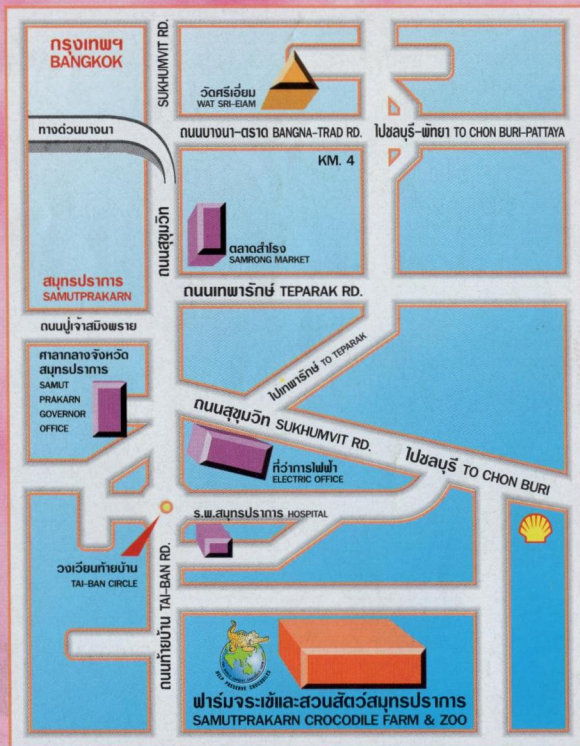 กรุงเทพฯ
BANGKOK
SUKHUMVIT RD.
วัดศรีเอี่ยม
WAT SRI-EIAM
ทางด่วนบางนา
ถนนบางนา-ตราด BANGNA-TRAD RD.
ไปชลบุรี-พัทยา TO CHON BURI-PATTAYA
KM. 4
ถนนสุขุมวิท
ตลาดสำโรง
SAMRONG MARKET
สมุทรปราการ
SAMUTPRAKARN
ถนนเทพารักษ์ TEPARAK RD.
ถนนปู่เจ้าสมิงพราย
ศาลากลางจังหวัด
สมุทรปราการ
SAMUT
PRAKARN
GOVERNOR
OFFICE
ไปเทพารักษ์ TO TEPARAK
ถนนสุขุมวิท SUKHUMVIT RD.
ไปชลบุรี TO CHON BURI
ที่ว่าการไฟฟ้า
ELECTRIC OFFICE
ร.พ.สมุทรปราการ HOSPITAL
วงเวียนท้ายบ้าน
TAI-BAN CIRCLE
ถนนท้ายบ้าน TAI-BAN RD.
HELP PRESERVE CROCODILES
ฟาร์มจระเข้และสวนสัตว์สมุทรปราการ
SAMUTPRAKARN CROCODILE FARM & ZOO